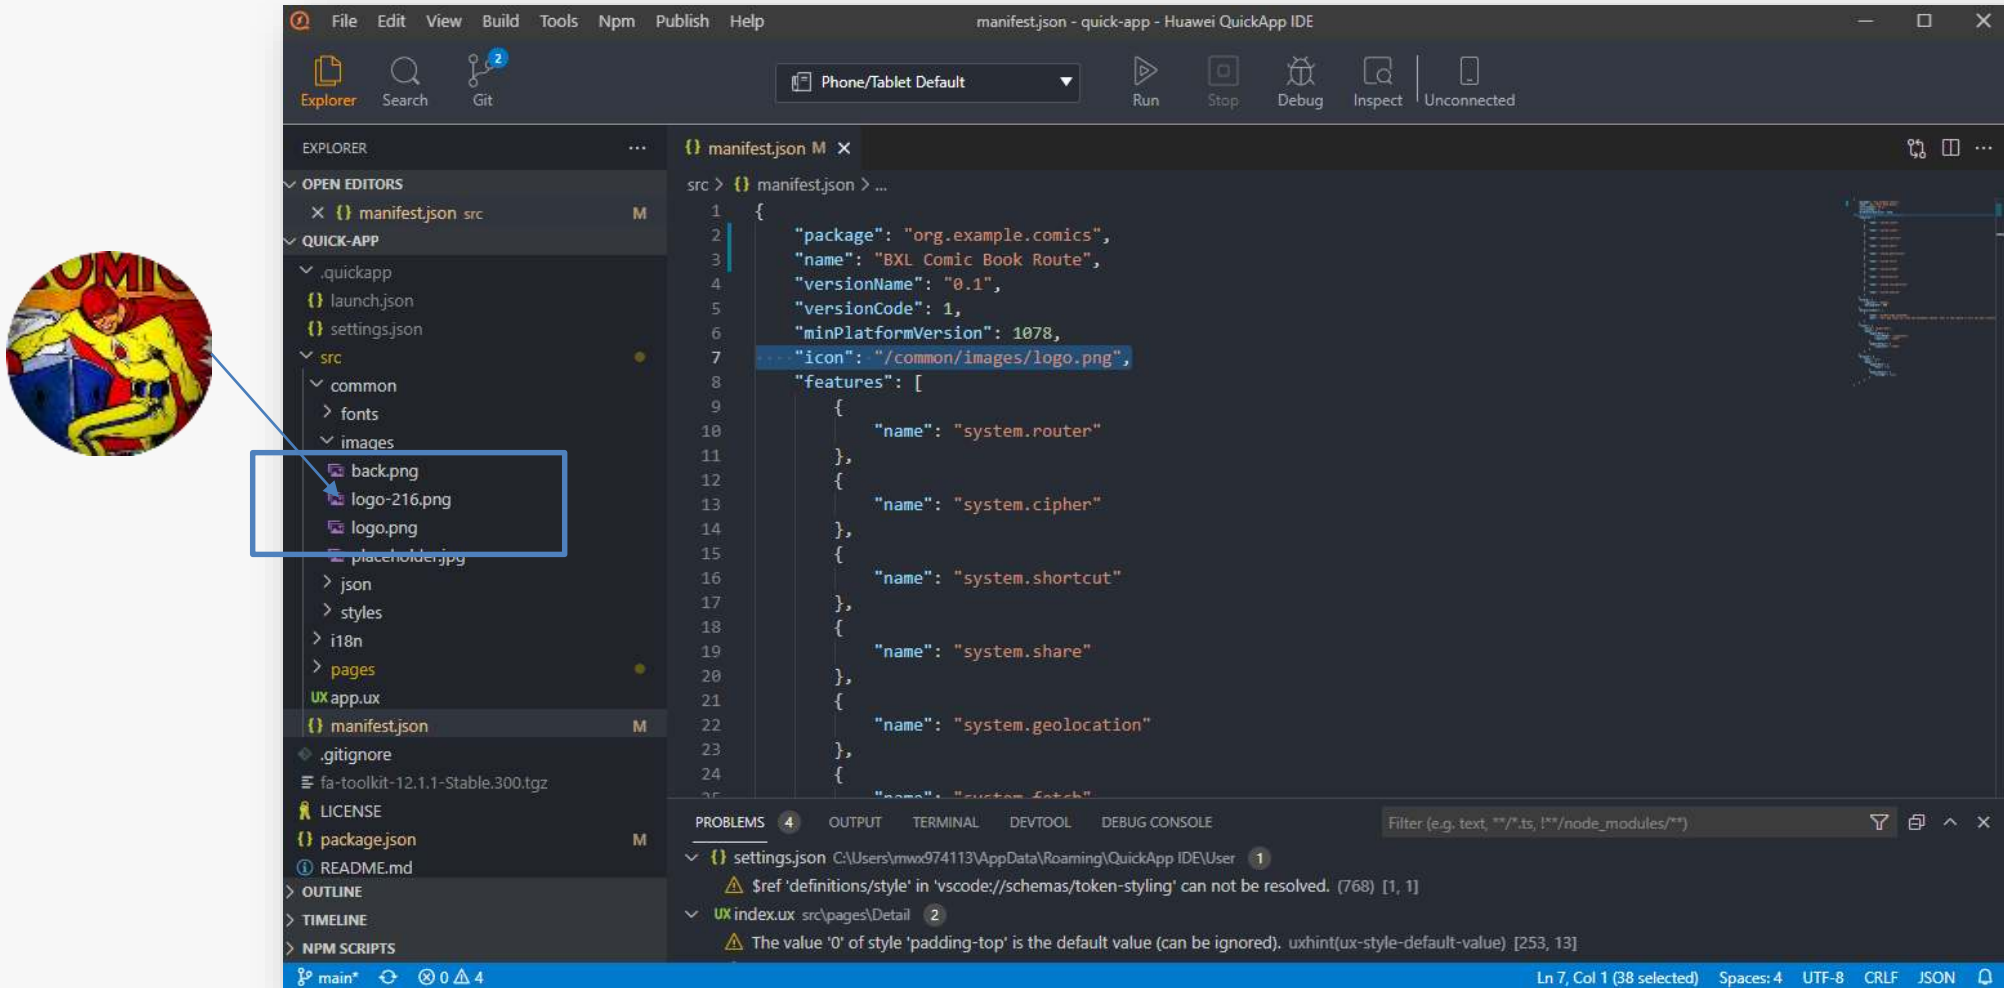 File Edit View Build Tools Npm Publish Help manifest.json - quick-app - Huawei QuickApp IDE
2
Phone/Tablet Default
Explorer Search Git Run Stop Debug Inspect Unconnected
EXPLORER
OPEN EDITORS
{} manifest.json src M
QUICK-APP
.quickapp
{} launch.json
{} settings.json
src
common
fonts
images
back.png
logo-216.png
logo.png
placeholder.jpg
json
styles
i18n
pages
UX app.ux
{} manifest.json M
.gitignore
fa-toolkit-12.1.1-Stable.300.tgz
LICENSE
{} package.json M
README.md
OUTLINE
TIMELINE
NPM SCRIPTS
{} manifest.json M
src > {} manifest.json > ...
1 {
2 "package": "org.example.comics",
3 "name": "BXL Comic Book Route",
4 "versionName": "0.1",
5 "versionCode": 1,
6 "minPlatformVersion": 1078,
7 "icon": "/common/images/logo.png",
8 "features": [
9 {
10 "name": "system.router"
11 },
12 {
13 "name": "system.cipher"
14 },
15 {
16 "name": "system.shortcut"
17 },
18 {
19 "name": "system.share"
20 },
21 {
22 "name": "system.geolocation"
23 },
24 {
25 "name": "system.fetch"
PROBLEMS 4 OUTPUT TERMINAL DEVTOOL DEBUG CONSOLE Filter (e.g. text, **/*.ts, !**/node_modules/**)
{} settings.json C:\Users\mwx974113\AppData\Roaming\QuickApp IDE\User 1
$ref 'definitions/style' in 'vscode://schemas/token-styling' can not be resolved. (768) [1, 1]
UX index.ux src\pages\Detail 2
The value '0' of style 'padding-top' is the default value (can be ignored). uxhint(ux-style-default-value) [253, 13]
main* 0 4 Ln 7, Col 1 (38 selected) Spaces: 4 UTF-8 CRLF JSON